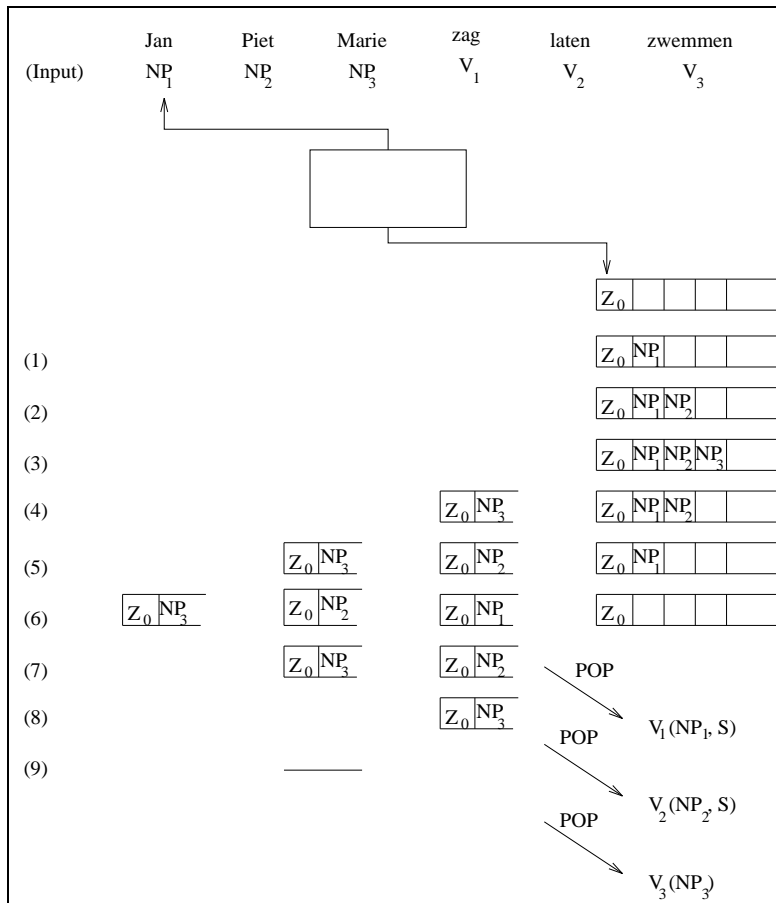 Jan Piet Marie zag laten zwemmen
(Input) NP₁ NP₂ NP₃ V₁ V₂ V₃
Z₀
(1) Z₀ NP₁
(2) Z₀ NP₁ NP₂
(3) Z₀ NP₁ NP₂ NP₃
(4) Z₀ NP₃ Z₀ NP₁ NP₂
(5) Z₀ NP₃ Z₀ NP₂ Z₀ NP₁
(6) Z₀ NP₃ Z₀ NP₂ Z₀ NP₁ Z₀
(7) Z₀ NP₃ Z₀ NP₂ POP
(8) Z₀ NP₃ V₁(NP₁, S)
POP
(9)
V₂(NP₂, S)
POP
V₃(NP₃)